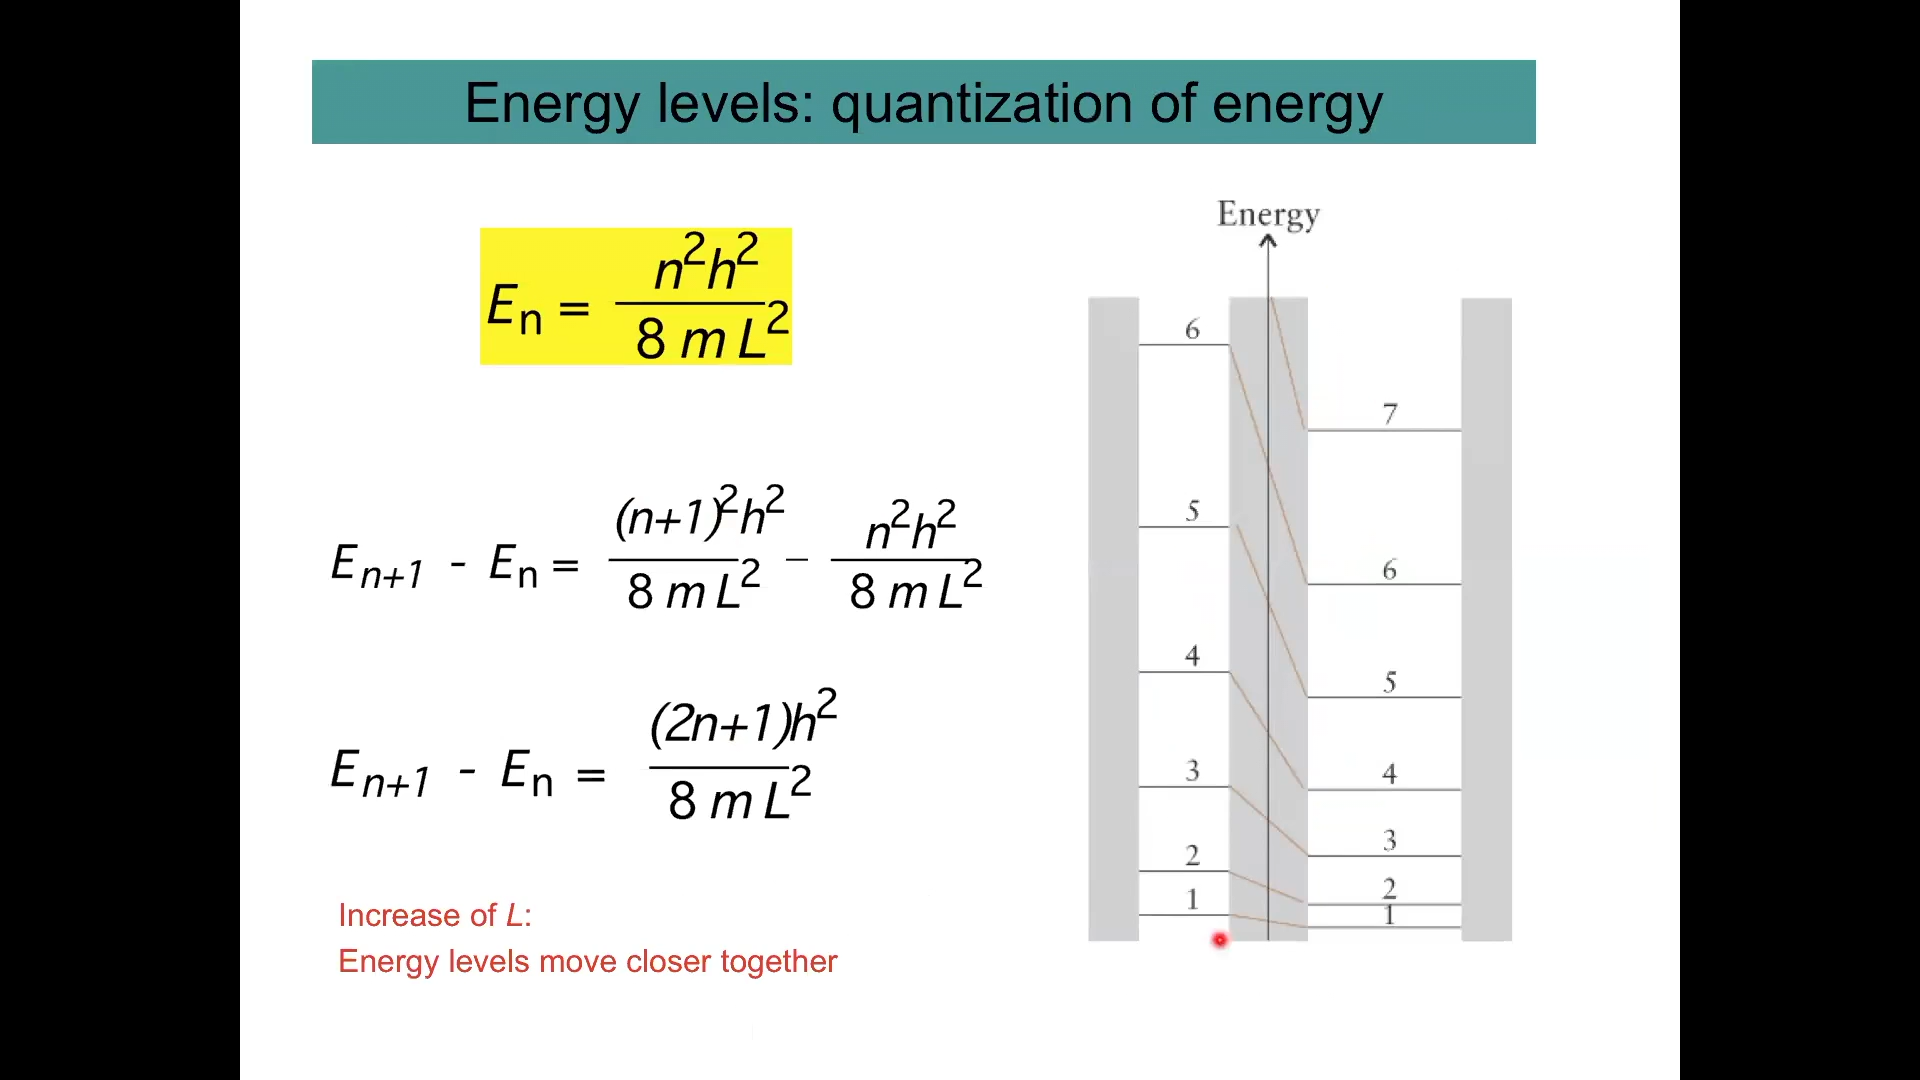 Energy levels: quantization of energy
Eₙ = n²h² / 8 m L²
Eₙ₊₁ - Eₙ = (n+1)²h² / 8 m L² – n²h² / 8 m L²
Eₙ₊₁ - Eₙ = (2n+1)h² / 8 m L²
Increase of L:
Energy levels move closer together
Energy
6
5
4
3
2
1
7
6
5
4
3
2
1